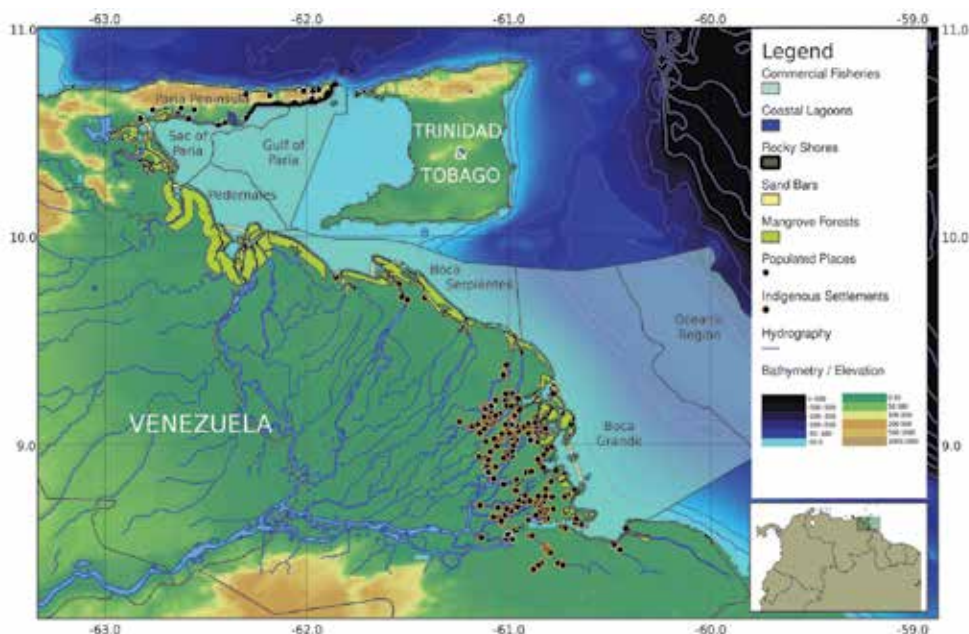 -63.0 -62.0 -61.0 -60.0 -59.0
11.0 11.0
Legend
Commercial Fisheries
Coastal Lagoons
Rocky Shores
Sand Bars
Mangrove Forests
Populated Places
Indigenous Settlements
Hydrography
Bathymetry / Elevation
Paria Peninsula
Sac of
Paria
Gulf of
Paria
TRINIDAD
&
TOBAGO
Pedernales
10.0 10.0
Boca
Serpientes
Oceanic
Region
VENEZUELA
Boca
Grande
9.0 9.0
-63.0 -62.0 -61.0 -60.0 -59.0